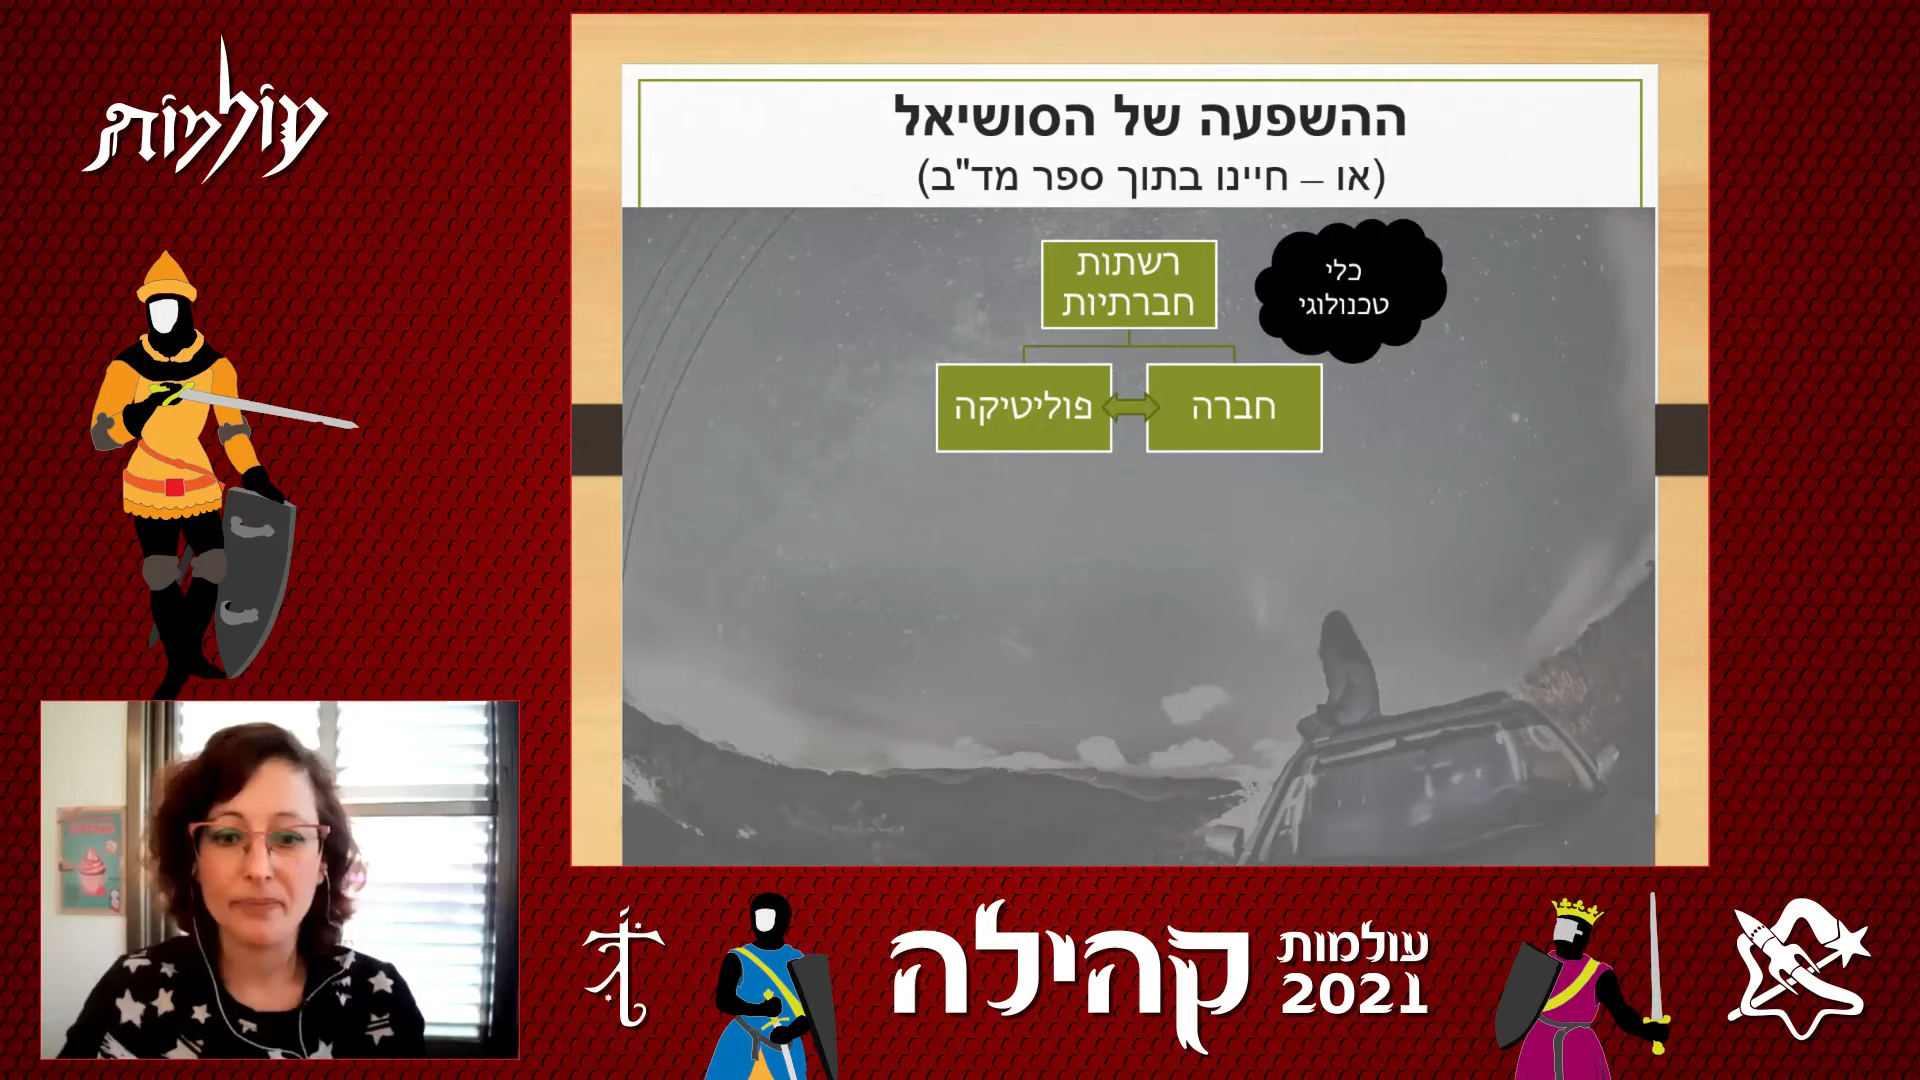 עולמות
ההשפעה של הסושיאל
(או – חיינו בתוך ספר מד"ב)
רשתות
חברתיות
כלי
טכנולוגי
חברה
פוליטיקה
עולמות
2021
קהילה